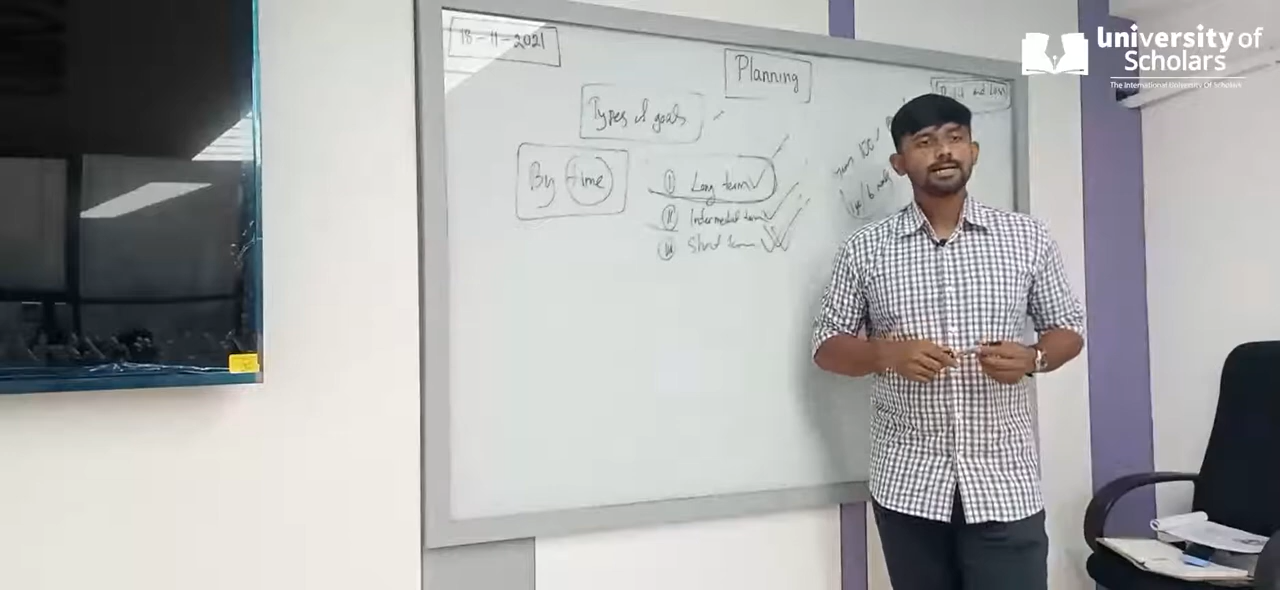 18-11-2021
University of
Scholars
The International University Of Scholars
Planning
Types of goals
By time
I Long term
II Intermediate term
III Short term